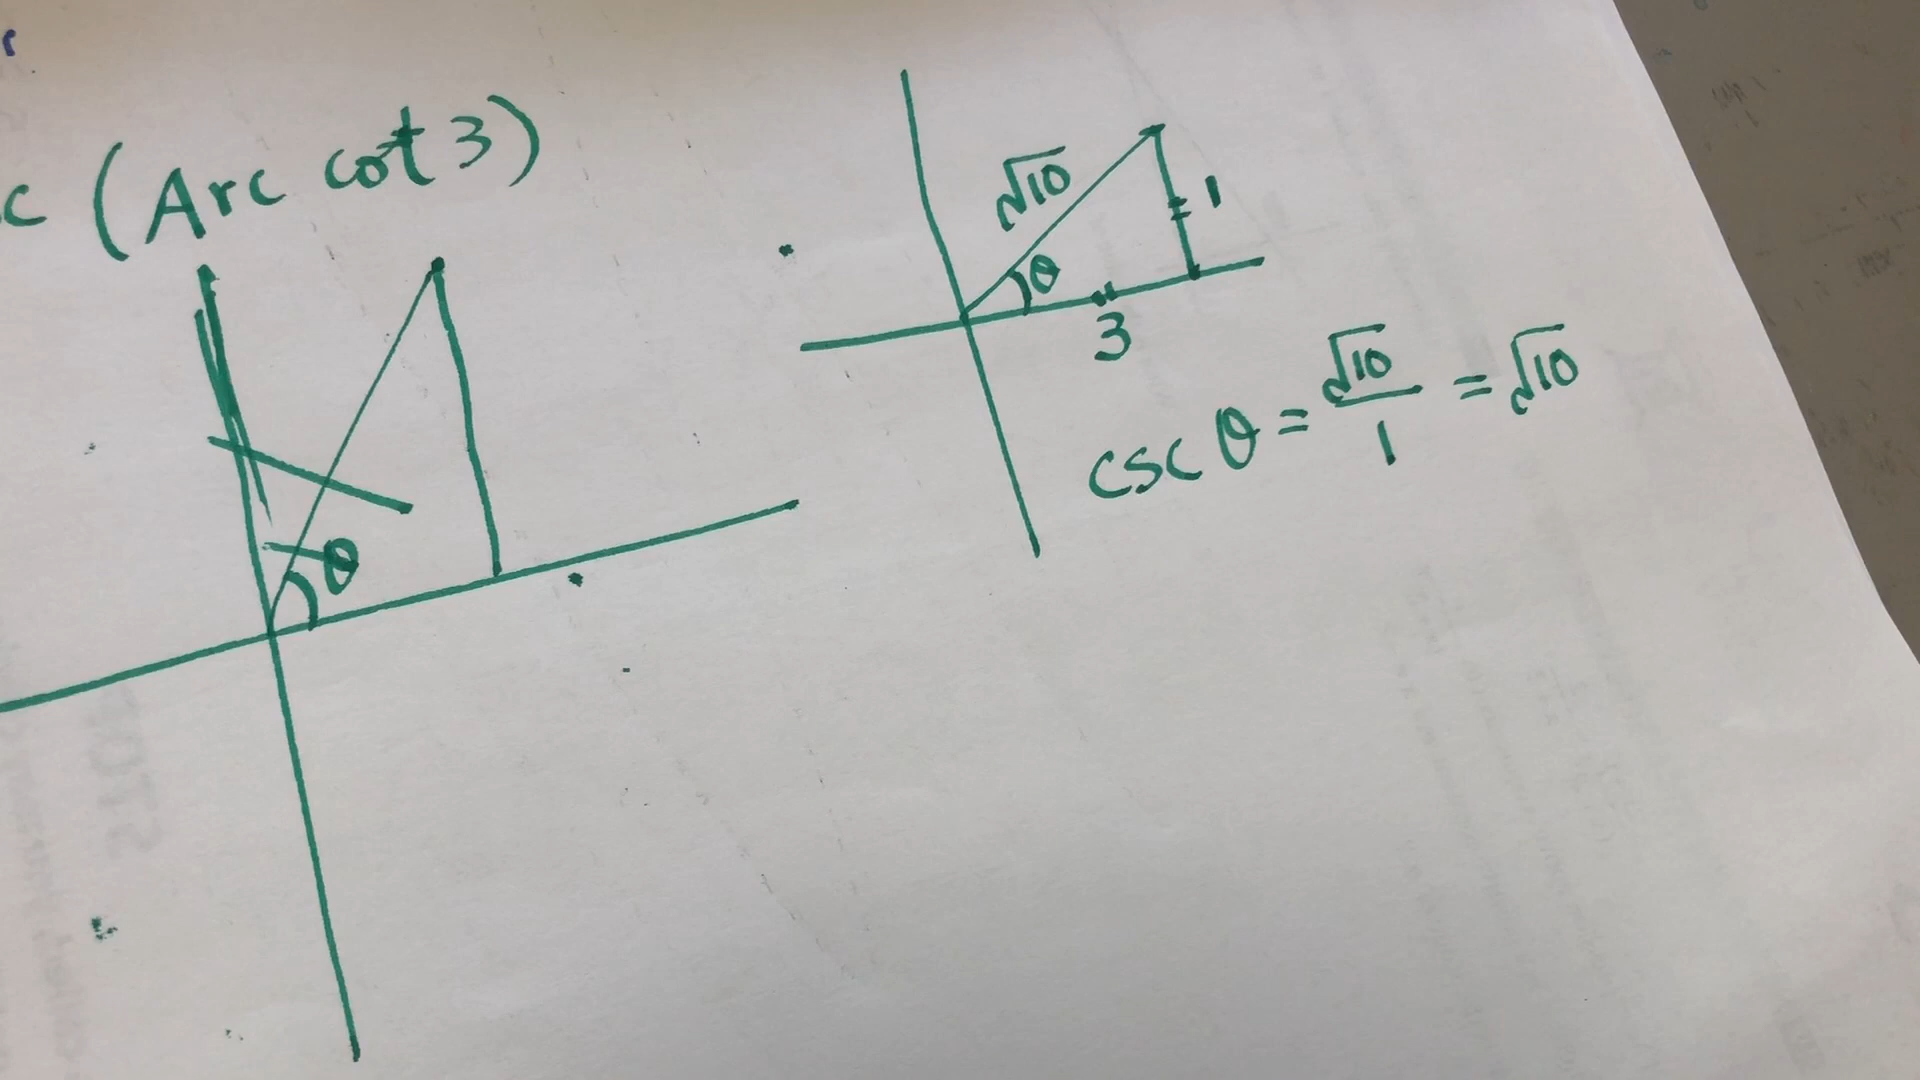 c (Arc cot 3)
√10
1
θ
3
θ
csc θ = √10/1 = √10